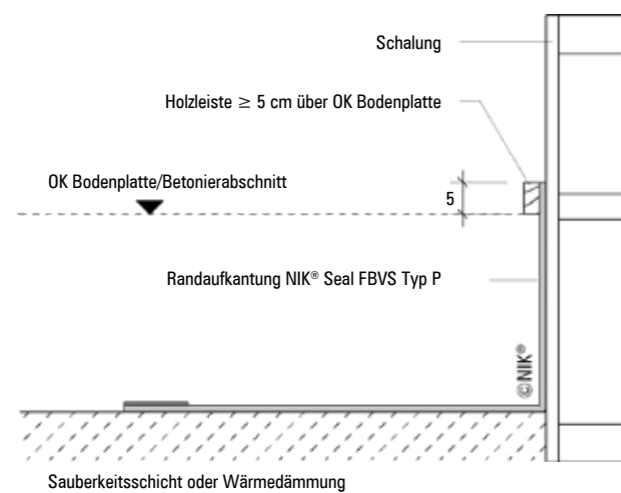 Schalung
Holzleiste ≥ 5 cm über OK Bodenplatte
OK Bodenplatte/Betonierabschnitt
5
Randaufkantung NIK® Seal FBVS Typ P
©NIK®
Sauberkeitsschicht oder Wärmedämmung